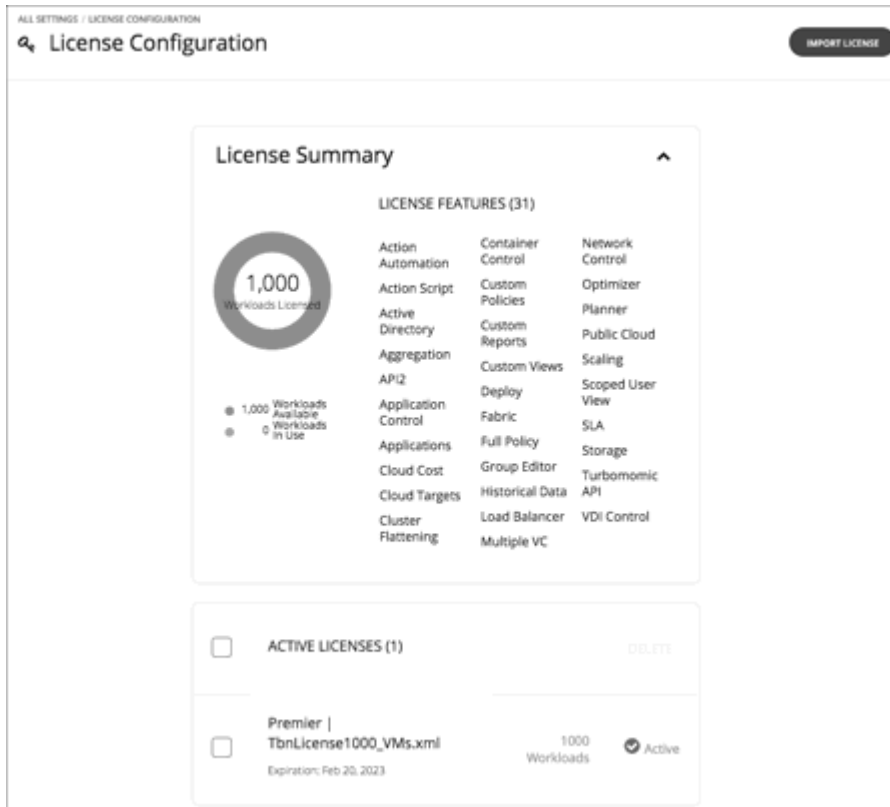 ALL SETTINGS / LICENSE CONFIGURATION
License Configuration
IMPORT LICENSE
License Summary
LICENSE FEATURES (31)
1,000
Workloads Licensed
1,000 Workloads
Available
0 Workloads
In Use
Action
Automation
Action Script
Active
Directory
Aggregation
API2
Application
Control
Applications
Cloud Cost
Cloud Targets
Cluster
Flattening
Container
Control
Custom
Policies
Custom
Reports
Custom Views
Deploy
Fabric
Full Policy
Group Editor
Historical Data
Load Balancer
Multiple VC
Network
Control
Optimizer
Planner
Public Cloud
Scaling
Scoped User
View
SLA
Storage
Turbomomic
API
VDI Control
ACTIVE LICENSES (1)
DELETE
Premier |
TbnLicense1000_VMs.xml
Expiration: Feb 20, 2023
1000
Workloads
Active